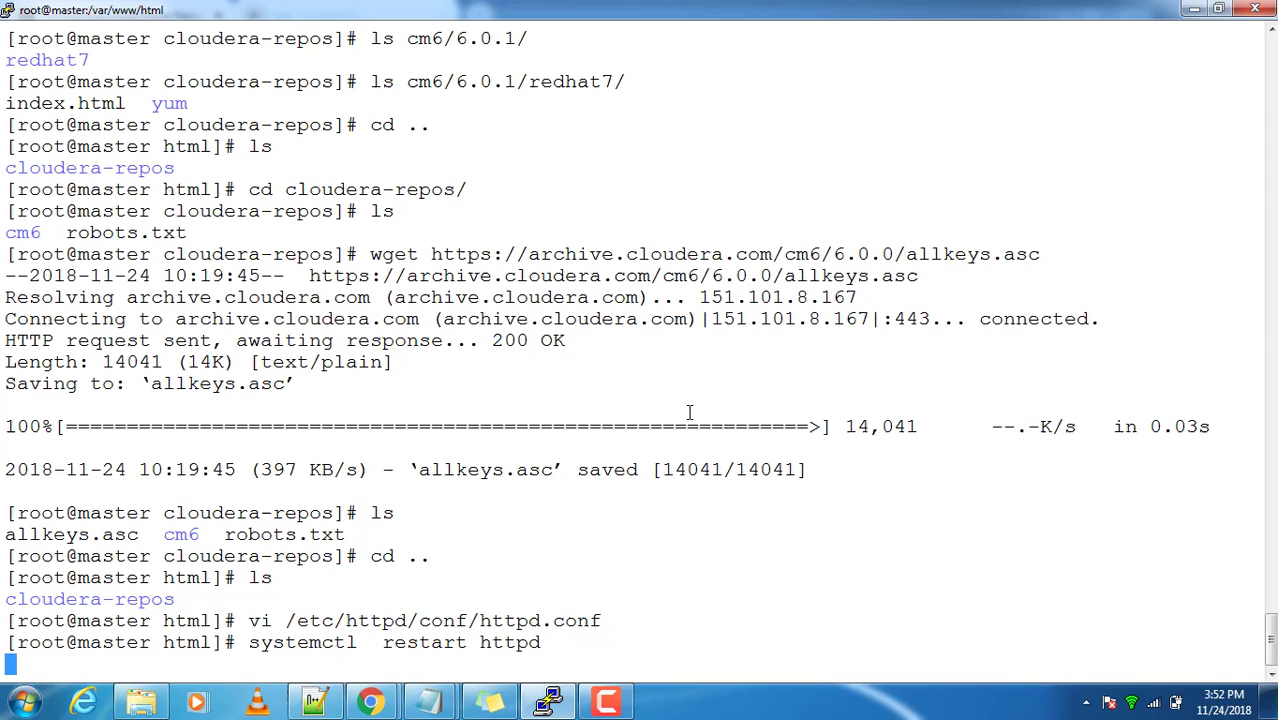 root@master:/var/www/html
[root@master cloudera-repos]# ls cm6/6.0.1/
redhat7
[root@master cloudera-repos]# ls cm6/6.0.1/redhat7/
index.html  yum
[root@master cloudera-repos]# cd ..
[root@master html]# ls
cloudera-repos
[root@master html]# cd cloudera-repos/
[root@master cloudera-repos]# ls
cm6  robots.txt
[root@master cloudera-repos]# wget https://archive.cloudera.com/cm6/6.0.0/allkeys.asc
--2018-11-24 10:19:45--  https://archive.cloudera.com/cm6/6.0.0/allkeys.asc
Resolving archive.cloudera.com (archive.cloudera.com)... 151.101.8.167
Connecting to archive.cloudera.com (archive.cloudera.com)|151.101.8.167|:443... connected.
HTTP request sent, awaiting response... 200 OK
Length: 14041 (14K) [text/plain]
Saving to: ‘allkeys.asc’
100%[=============================================================>] 14,041      --.-K/s   in 0.03s
2018-11-24 10:19:45 (397 KB/s) - ‘allkeys.asc’ saved [14041/14041]
[root@master cloudera-repos]# ls
allkeys.asc  cm6  robots.txt
[root@master cloudera-repos]# cd ..
[root@master html]# ls
cloudera-repos
[root@master html]# vi /etc/httpd/conf/httpd.conf
[root@master html]# systemctl  restart httpd
3:52 PM
11/24/2018